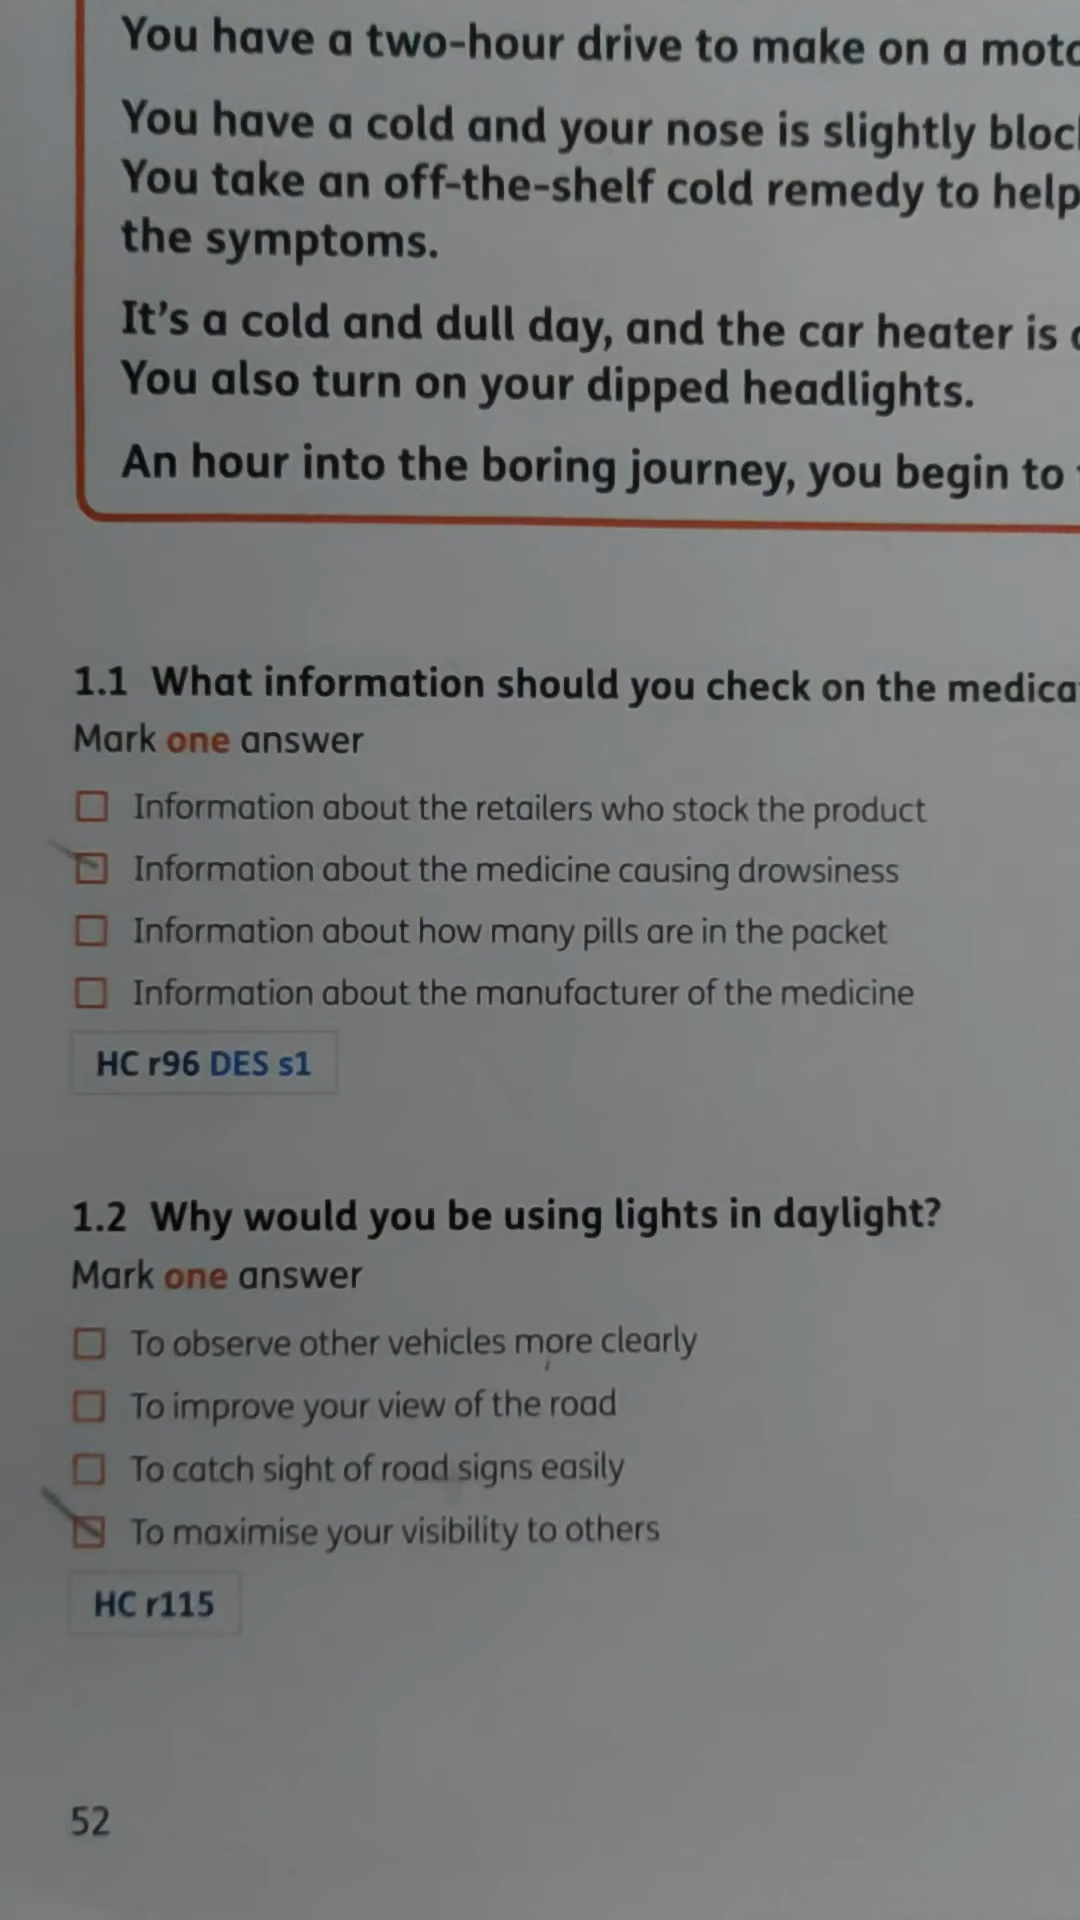 You have a two-hour drive to make on a
You have a cold and your nose is slightly
You take an off-the-shelf cold remedy to help
the symptoms.
It's a cold and dull day, and the car heater is
You also turn on your dipped headlights.
An hour into the boring journey, you begin to
1.1 What information should you check on the
Mark one answer
Information about the retailers who stock the product
Information about the medicine causing drowsiness
Information about how many pills are in the packet
Information about the manufacturer of the medicine
HC r96 DES s1
1.2 Why would you be using lights in daylight?
Mark one answer
To observe other vehicles more clearly
To improve your view of the road
To catch sight of road signs easily
To maximise your visibility to others
HC r115
52